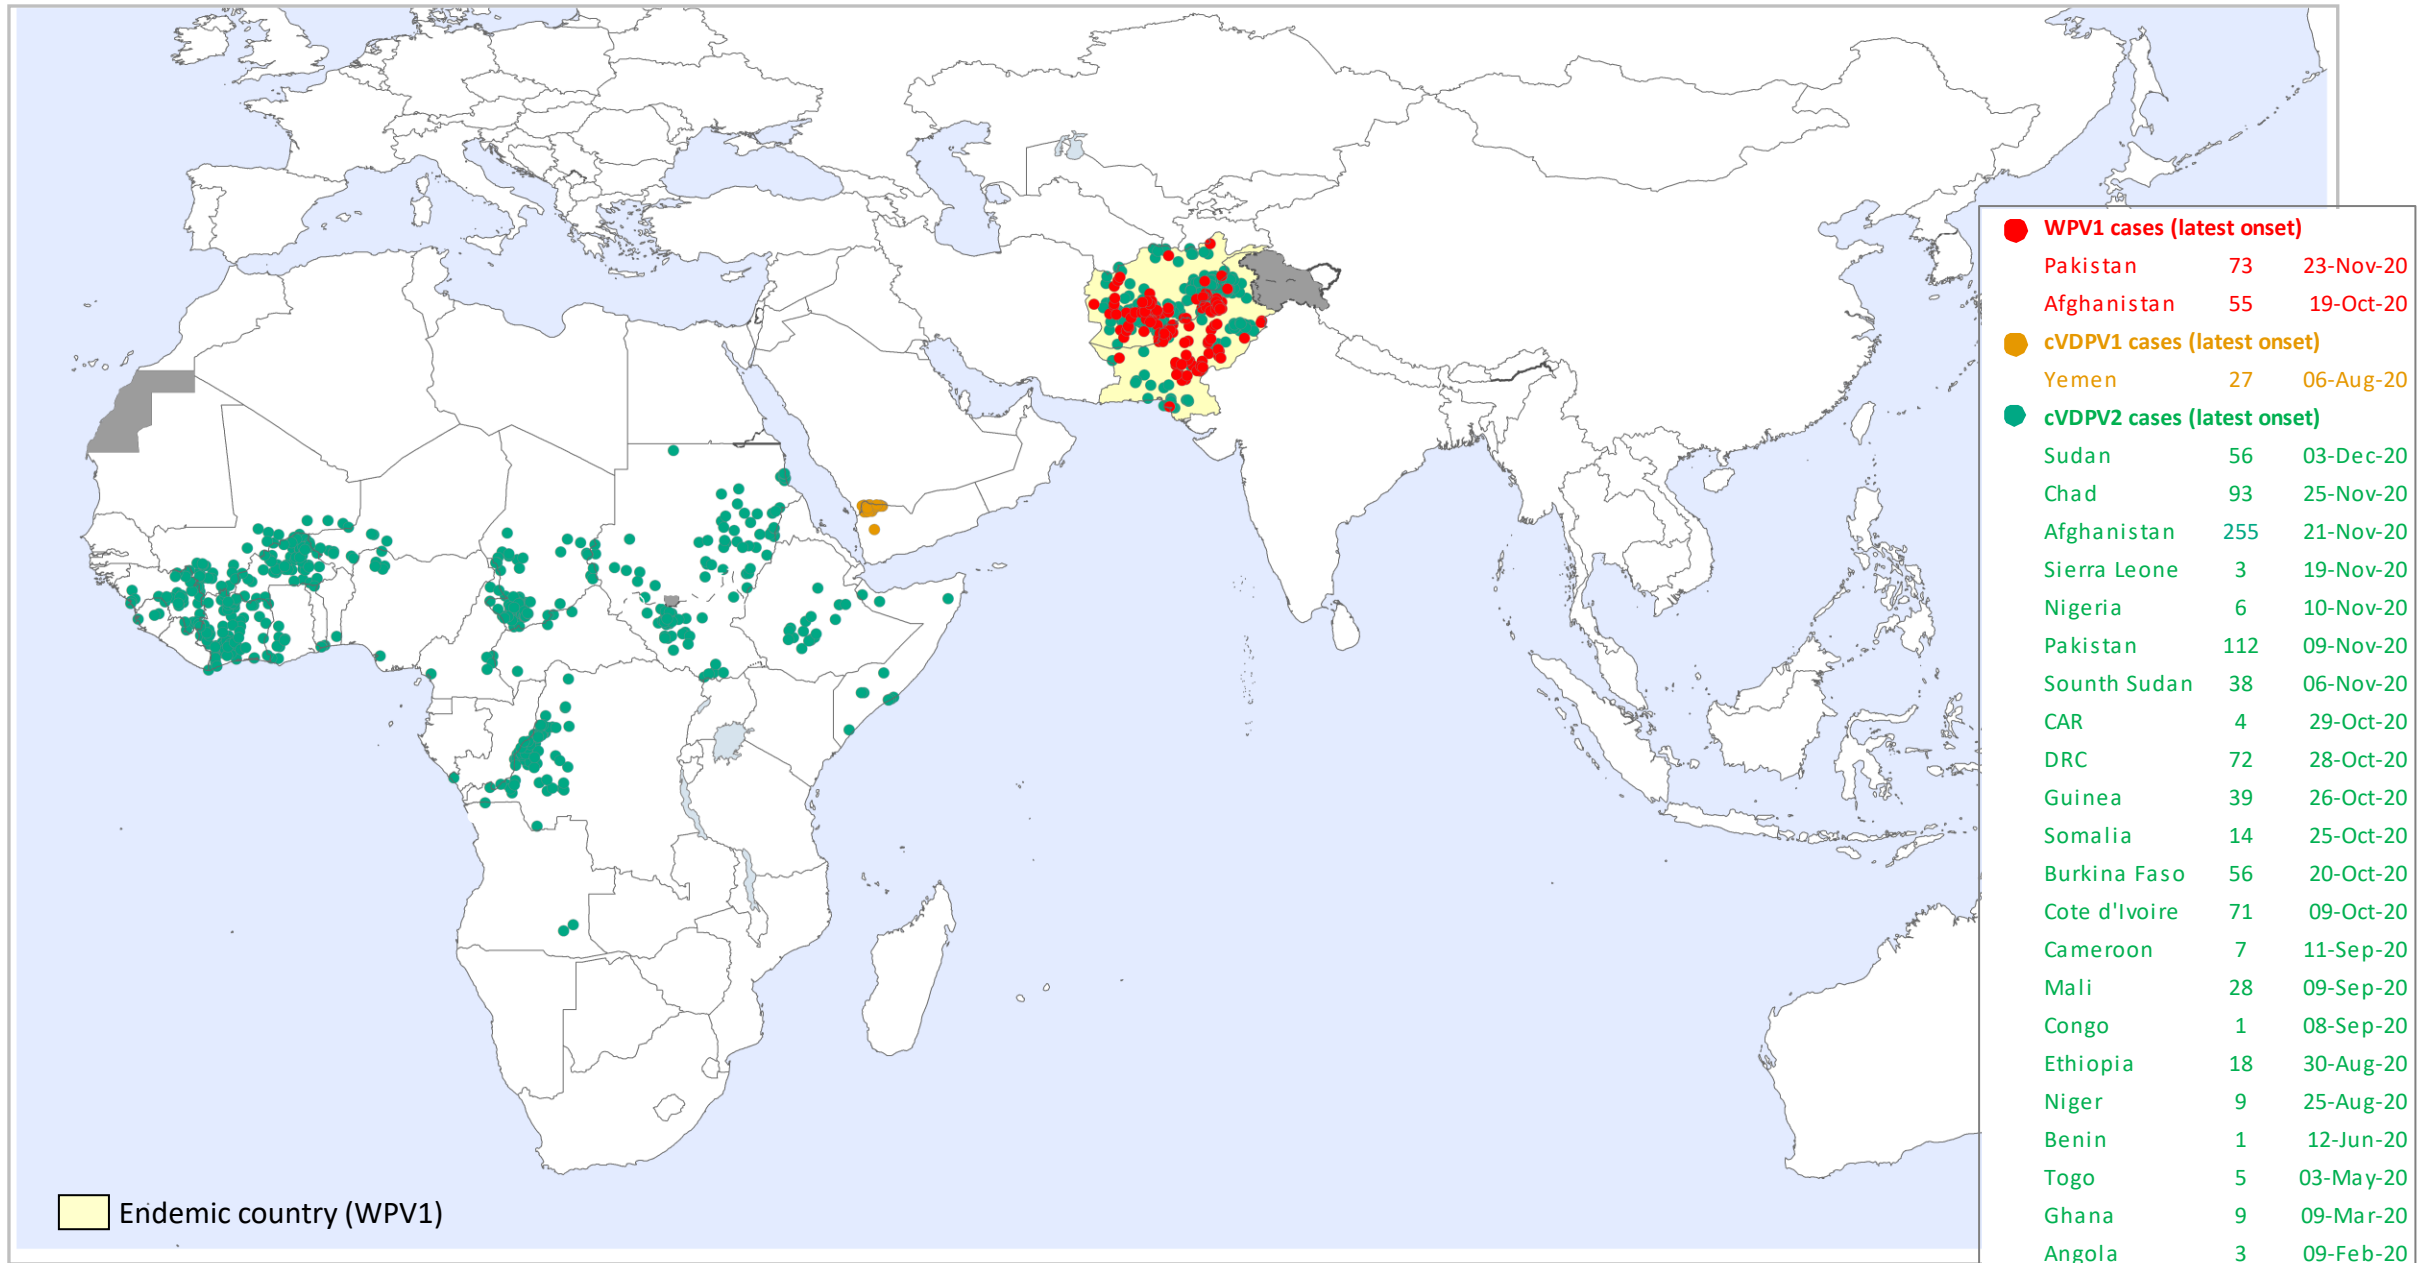 WPV1 cases (latest onset)
Pakistan 73 23-Nov-20
Afghanistan 55 19-Oct-20
cVDPV1 cases (latest onset)
Yemen 27 06-Aug-20
cVDPV2 cases (latest onset)
Sudan 56 03-Dec-20
Chad 93 25-Nov-20
Afghanistan 255 21-Nov-20
Sierra Leone 3 19-Nov-20
Nigeria 6 10-Nov-20
Pakistan 112 09-Nov-20
Sounth Sudan 38 06-Nov-20
CAR 4 29-Oct-20
DRC 72 28-Oct-20
Guinea 39 26-Oct-20
Somalia 14 25-Oct-20
Burkina Faso 56 20-Oct-20
Cote d'Ivoire 71 09-Oct-20
Cameroon 7 11-Sep-20
Mali 28 09-Sep-20
Congo 1 08-Sep-20
Ethiopia 18 30-Aug-20
Niger 9 25-Aug-20
Benin 1 12-Jun-20
Togo 5 03-May-20
Ghana 9 09-Mar-20
Angola 3 09-Feb-20
Endemic country (WPV1)